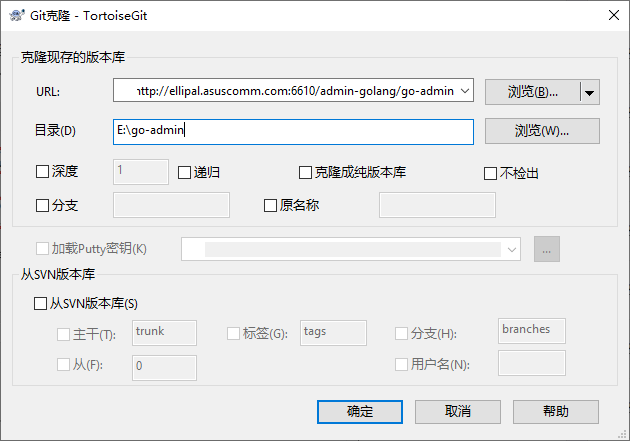 Git克隆 - TortoiseGit
克隆现存的版本库
URL: http://ellipal.asuscomm.com:6610/admin-golang/go-admin 浏览(B)...
目录(D) E:\go-admin 浏览(W)...
深度 1 递归 克隆成纯版本库 不检出
分支 原名称
加载Putty密钥(K) ...
从SVN版本库
从SVN版本库(S)
主干(T): trunk 标签(G): tags 分支(H): branches
从(F): 0 用户名(N):
确定 取消 帮助